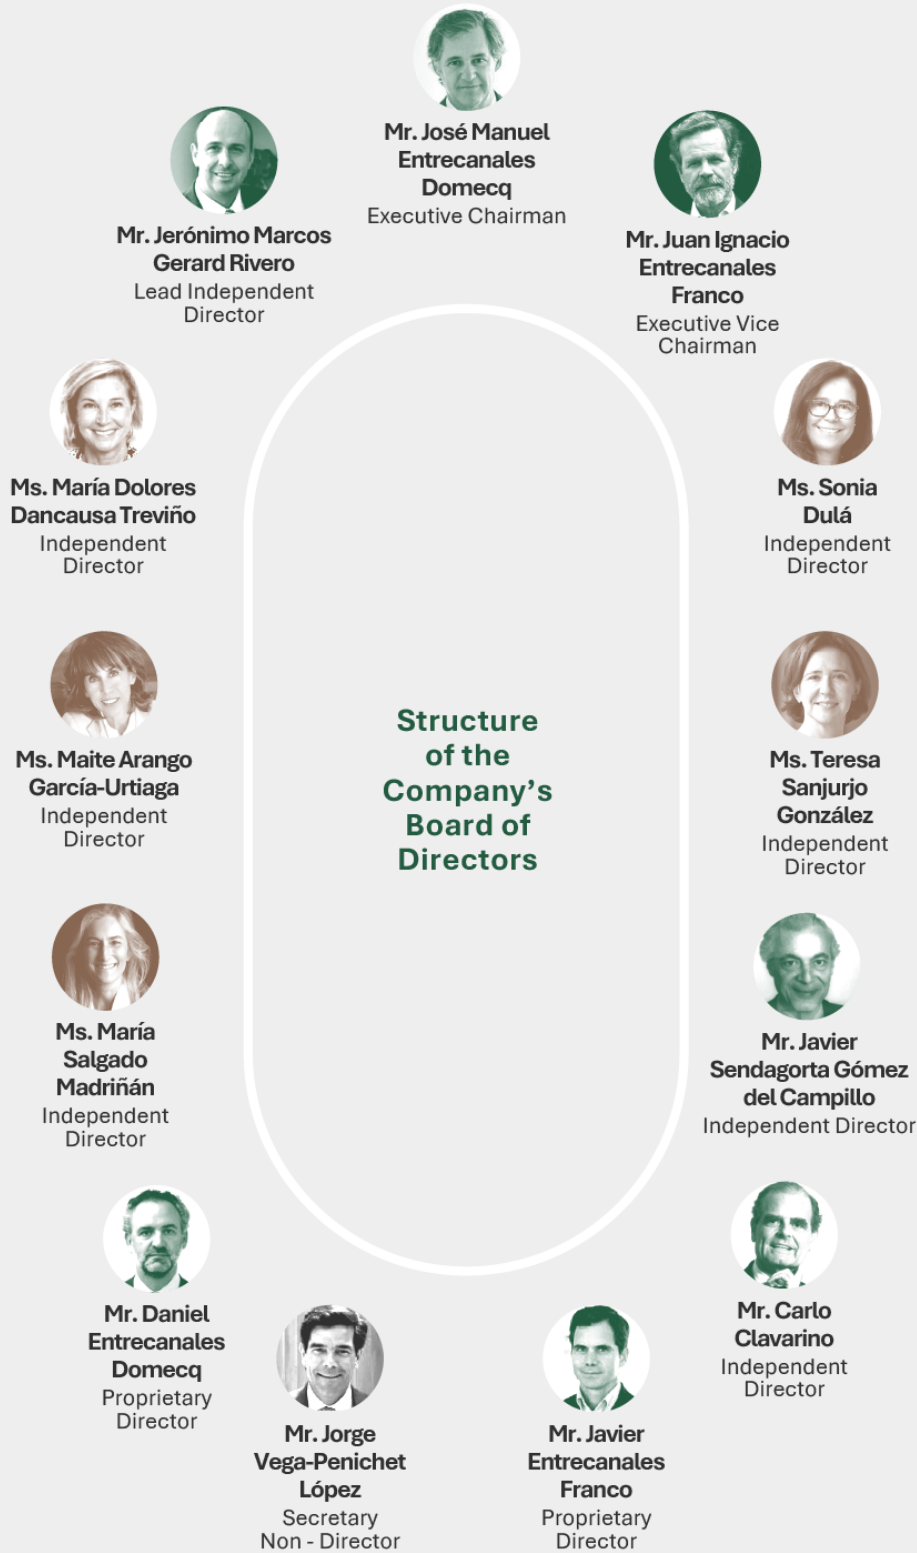 Mr. José Manuel
Entrecanales
Domecq
Executive Chairman
Mr. Jerónimo Marcos
Gerard Rivero
Lead Independent
Director
Mr. Juan Ignacio
Entrecanales
Franco
Executive Vice
Chairman
Ms. María Dolores
Dancausa Treviño
Independent
Director
Ms. Sonia
Dulá
Independent
Director
Ms. Maite Arango
García-Urtiaga
Independent
Director
Structure
of the
Company’s
Board of
Directors
Ms. Teresa
Sanjurjo
González
Independent
Director
Ms. María
Salgado
Madriñán
Independent
Director
Mr. Javier
Sendagorta Gómez
del Campillo
Independent Director
Mr. Daniel
Entrecanales
Domecq
Proprietary
Director
Mr. Jorge
Vega-Penichet
López
Secretary
Non - Director
Mr. Javier
Entrecanales
Franco
Proprietary
Director
Mr. Carlo
Clavarino
Independent
Director